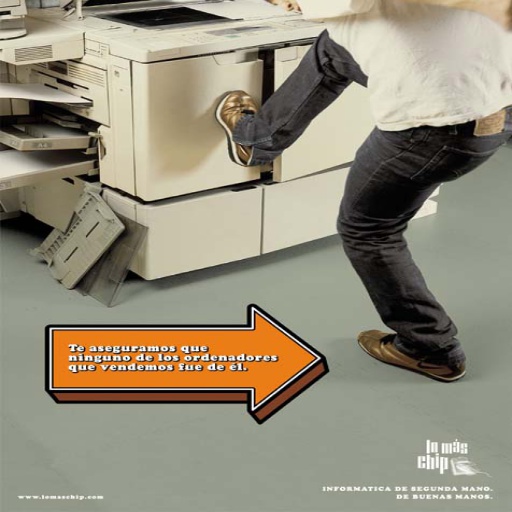 Te aseguramos que
ninguno de los ordenadores
que vendemos fue de él.
lo más
chip
www.lomaschip.com
INFORMATICA DE SEGUNDA MANO.
DE BUENAS MANOS.